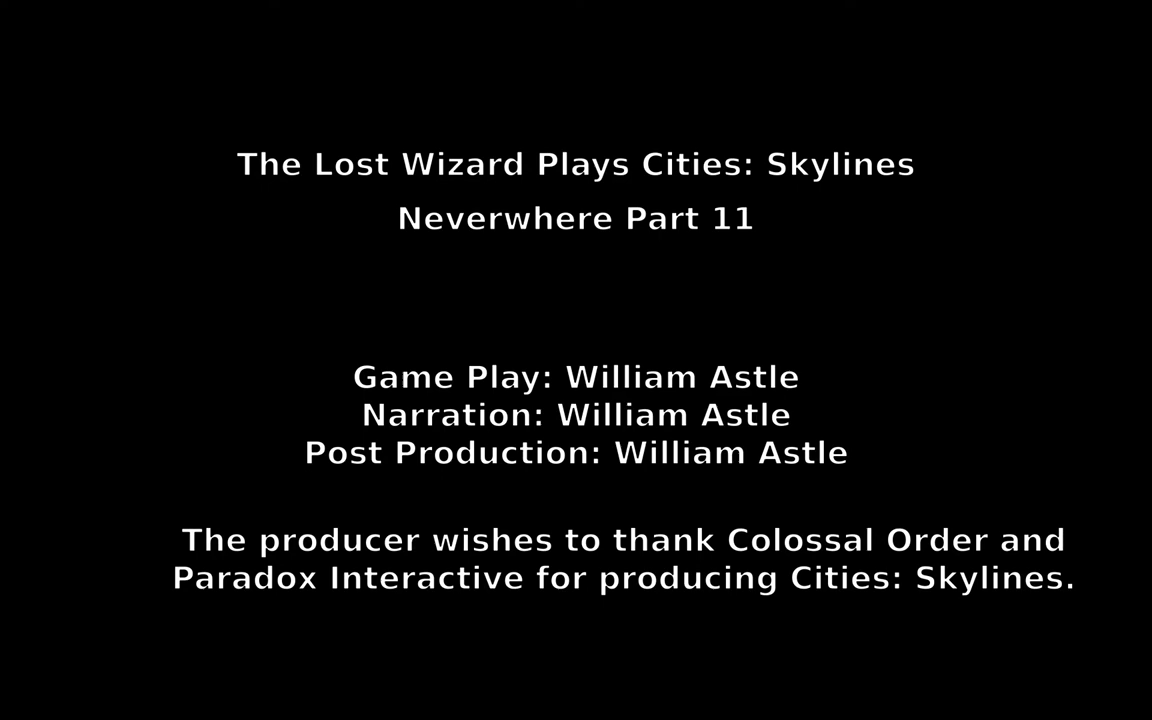 The Lost Wizard Plays Cities: Skylines
Neverwhere Part 11
Game Play: William Astle
Narration: William Astle
Post Production: William Astle
The producer wishes to thank Colossal Order and
Paradox Interactive for producing Cities: Skylines.